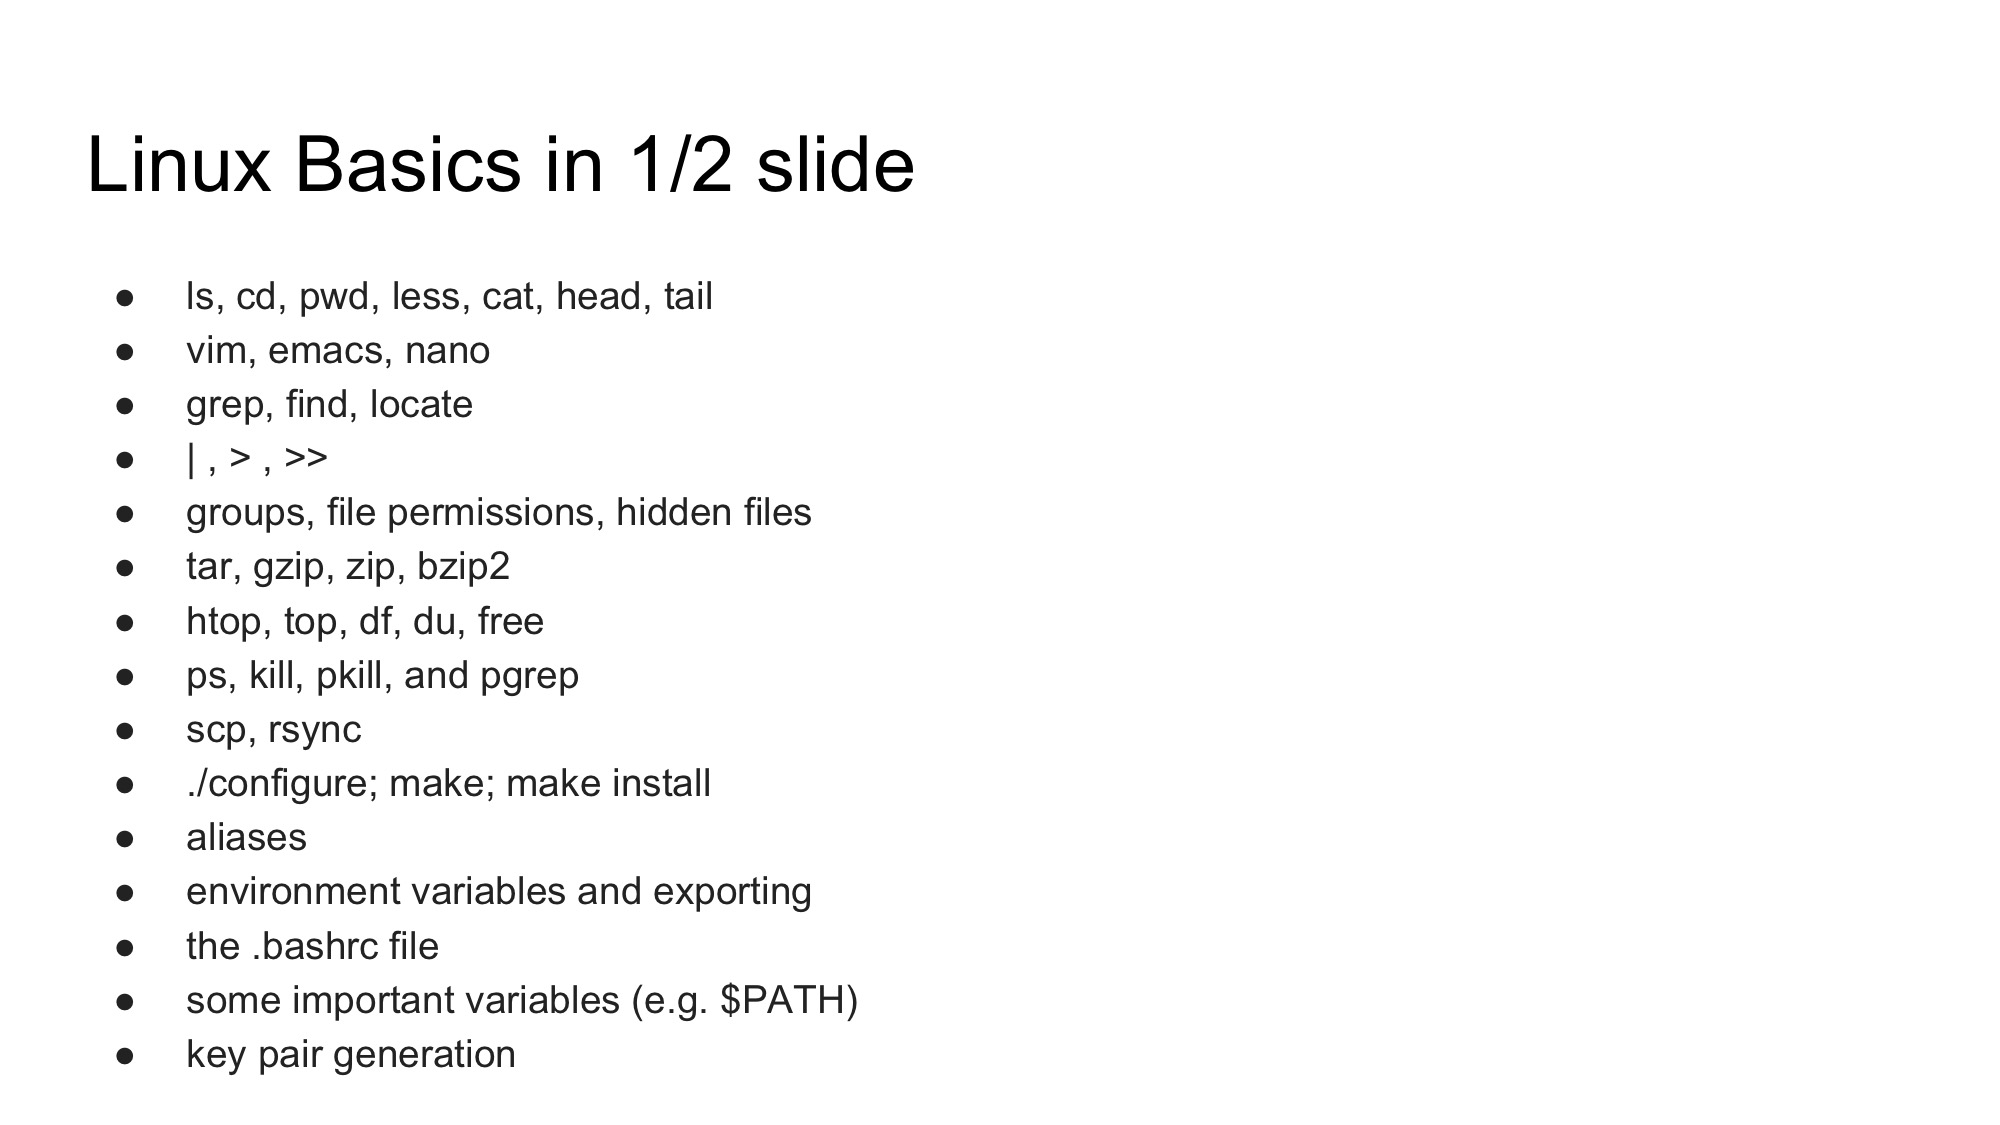 Linux Basics in 1/2 slide
● ls, cd, pwd, less, cat, head, tail
● vim, emacs, nano
● grep, find, locate
● | , > , >>
● groups, file permissions, hidden files
● tar, gzip, zip, bzip2
● htop, top, df, du, free
● ps, kill, pkill, and pgrep
● scp, rsync
● ./configure; make; make install
● aliases
● environment variables and exporting
● the .bashrc file
● some important variables (e.g. $PATH)
● key pair generation